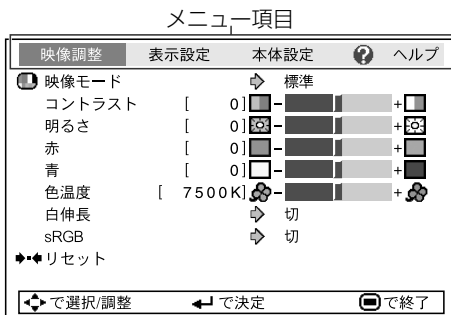 メニュー項目
映像調整 表示設定 本体設定 ? ヘルプ
映像モード 標準
コントラスト [ 0] - +
明るさ [ 0] - +
赤 [ 0] - +
青 [ 0] - +
色温度 [ 7500K] - +
白伸長 切
sRGB 切
リセット
で選択/調整 で決定 で終了